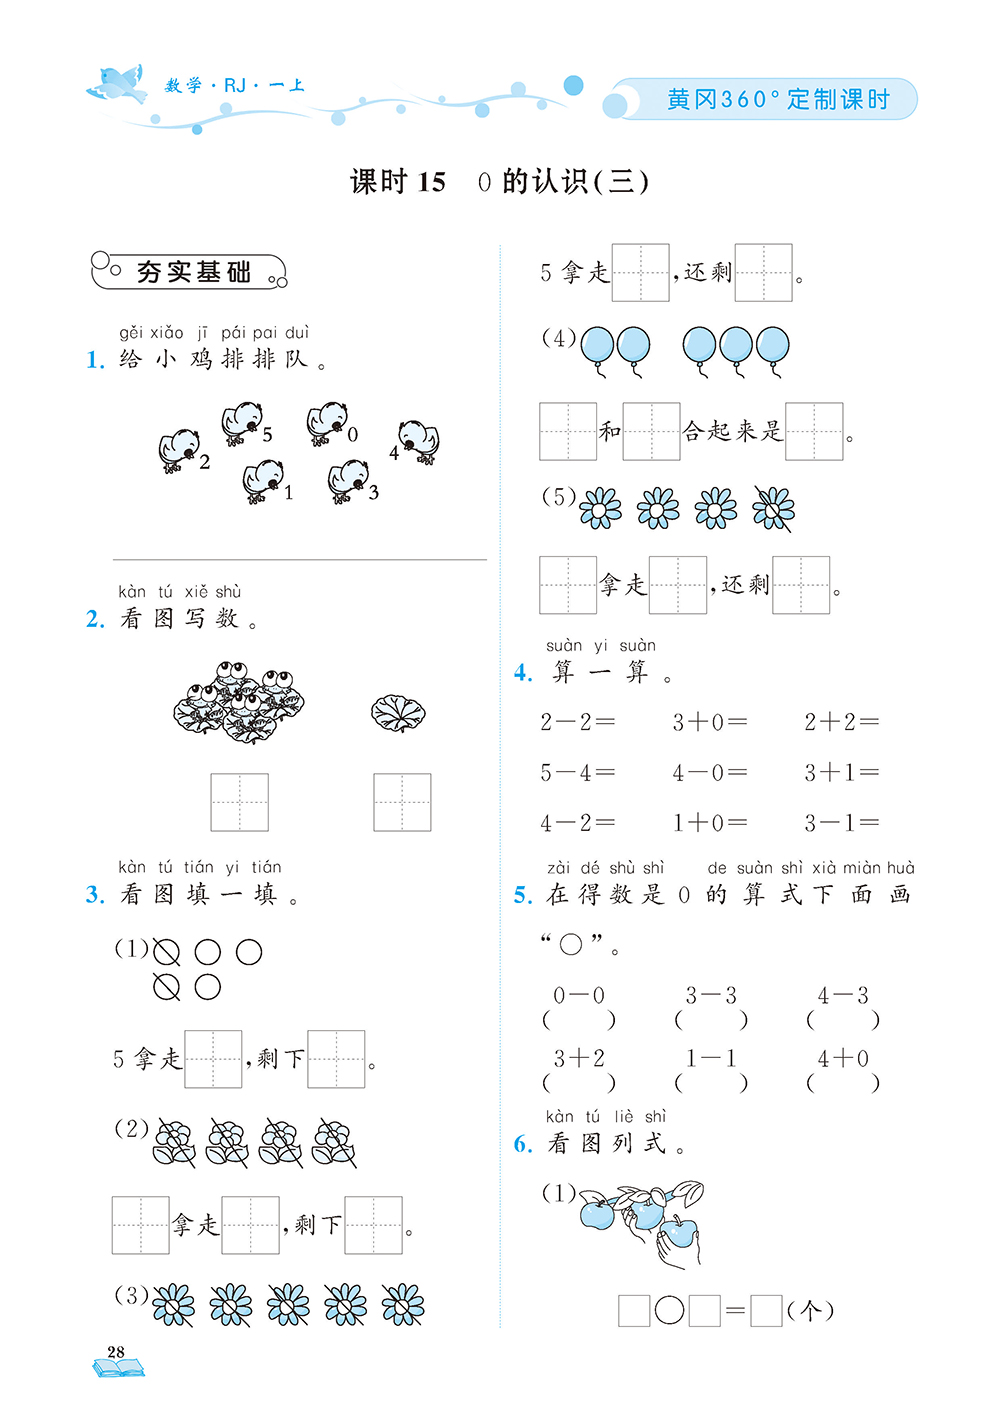 数学·RJ·一上
黄冈360°定制课时
课时15 0的认识(三)
夯实基础
gěi xiǎo jī pái pai duì
1. 给小鸡排排队。
5 0
2 4
1 3
kàn tú xiě shù
2. 看图写数。
kàn tú tián yi tián
3. 看图填一填。
(1)
5拿走 ,剩下 。
(2)
拿走 ,剩下 。
(3)
5拿走 ,还剩 。
(4)
和 合起来是 。
(5)
拿走 ,还剩 。
suàn yi suàn
4. 算一算。
2-2= 3+0= 2+2=
5-4= 4-0= 3+1=
4-2= 1+0= 3-1=
zài dé shù shì de suàn shì xià miàn huà
5. 在得数是0的算式下面画
“○”。
0-0 3-3 4-3
( ) ( ) ( )
3+2 1-1 4+0
( ) ( ) ( )
kàn tú liè shì
6. 看图列式。
(1)
□○□=□(个)
28